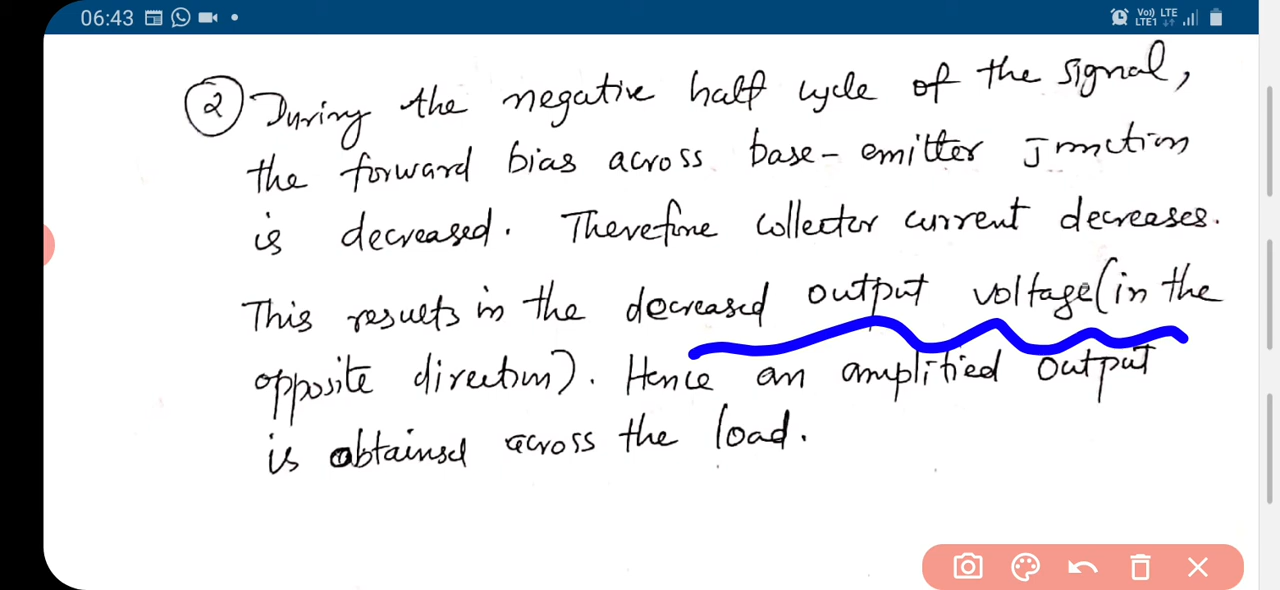 06:43
Vo)) LTE
LTE1
2 During the negative half cycle of the signal,
the forward bias across base-emitter Junction
is decreased. Therefore collector current decreases.
This results in the decreased output voltage (in the
opposite direction). Hence an amplified output
is obtained across the load.